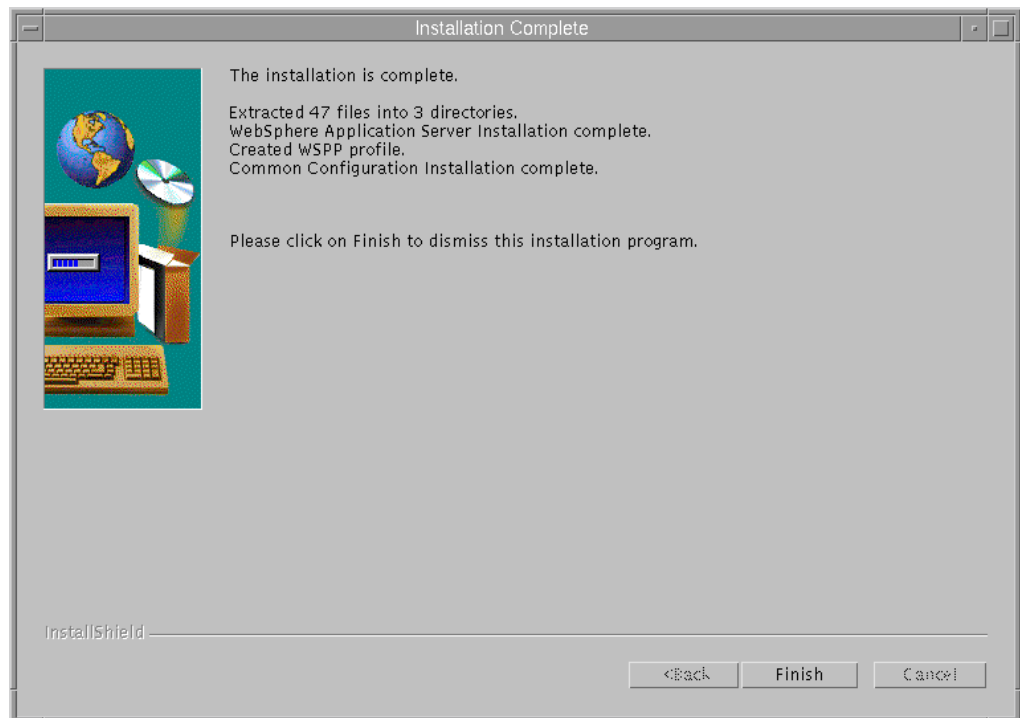 Installation Complete
The installation is complete.
Extracted 47 files into 3 directories.
WebSphere Application Server Installation complete.
Created WSPP profile.
Common Configuration Installation complete.
Please click on Finish to dismiss this installation program.
InstallShield
<Back Finish Cancel